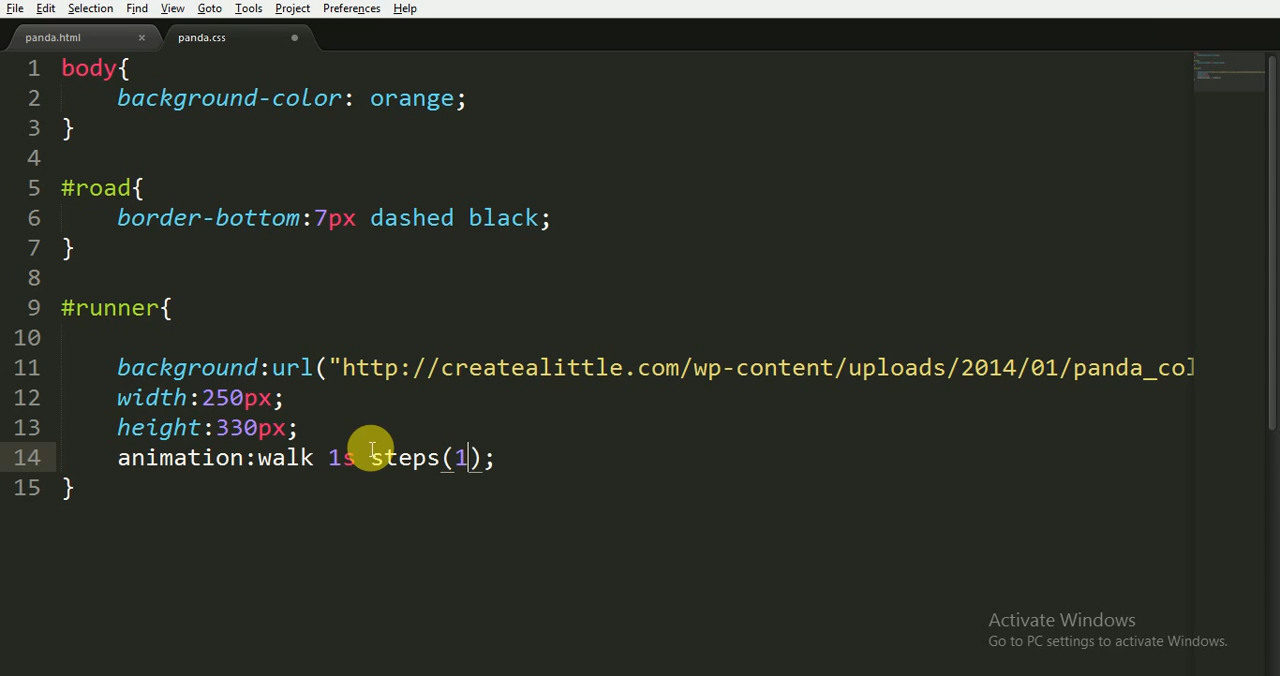 File Edit Selection Find View Goto Tools Project Preferences Help
panda.html × panda.css
1 body{
2 background-color: orange;
3 }
4
5 #road{
6 border-bottom:7px dashed black;
7 }
8
9 #runner{
10
11 background:url("http://createalittle.com/wp-content/uploads/2014/01/panda_col
12 width:250px;
13 height:330px;
14 animation:walk 1s steps(1);
15 }
Activate Windows
Go to PC settings to activate Windows.